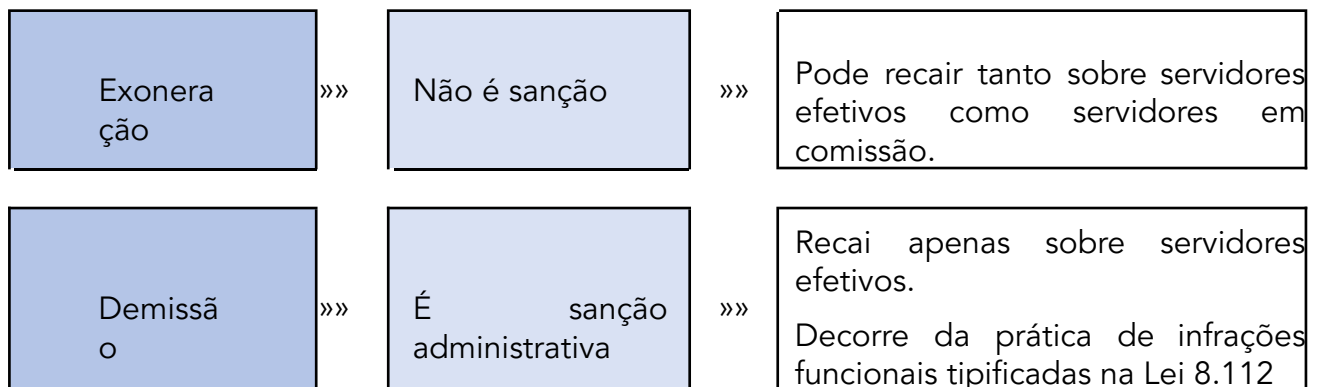 Exonera
ção
»»
Não é sanção
»»
Pode recair tanto sobre servidores
efetivos como servidores em
comissão.
Demissã
o
»»
É sanção
administrativa
»»
Recai apenas sobre servidores
efetivos.
Decorre da prática de infrações
funcionais tipificadas na Lei 8.112